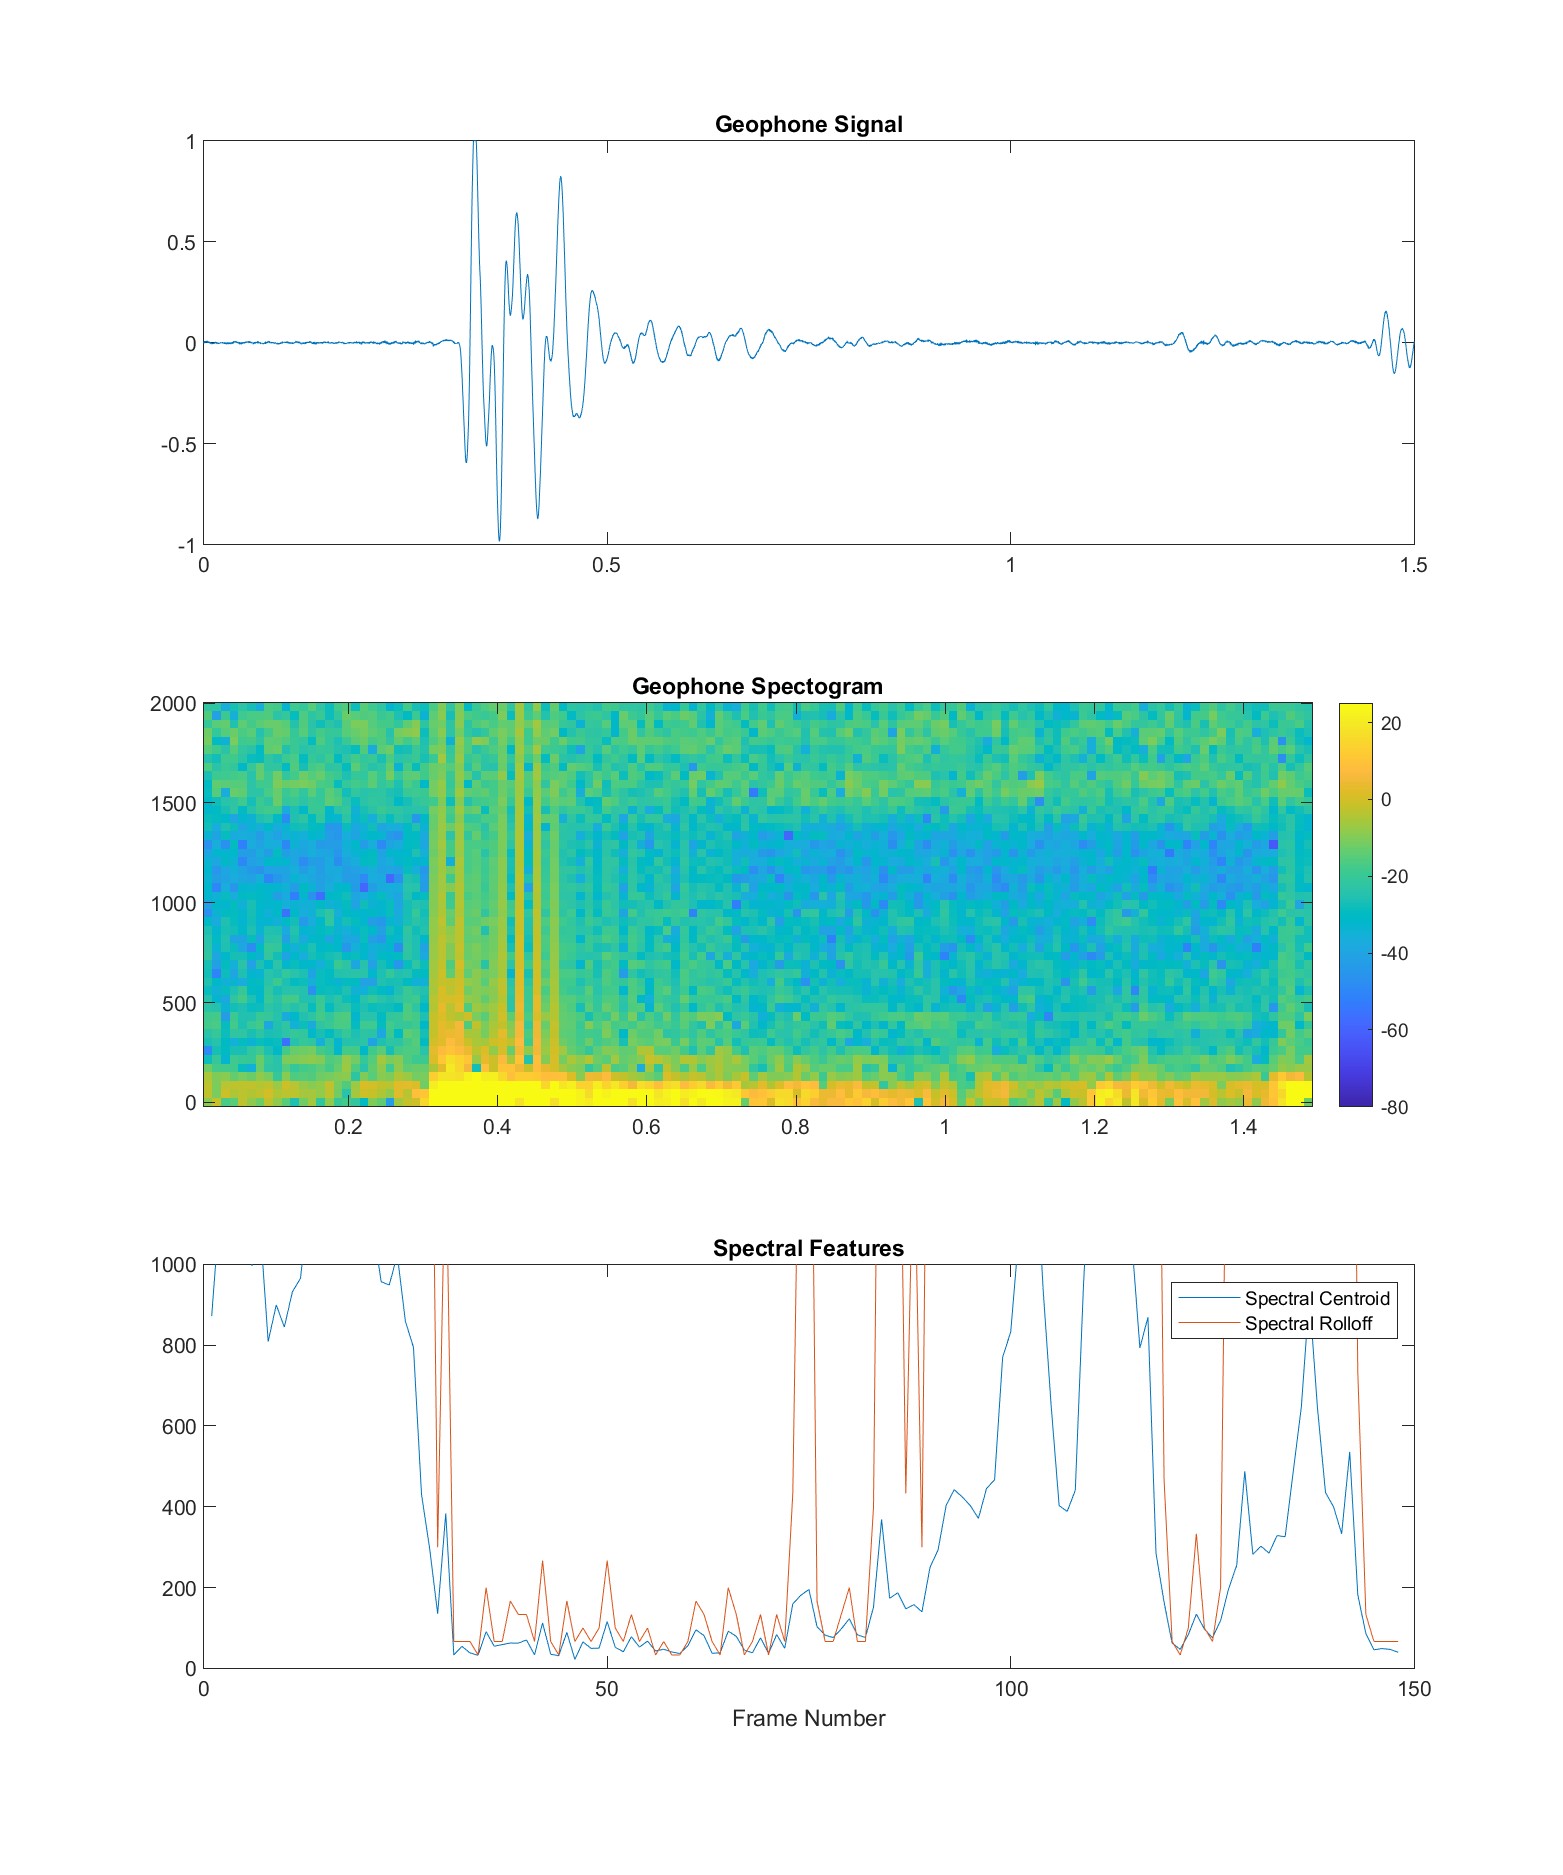 Geophone Signal
1
0.5
0
-0.5
-1
0 0.5 1 1.5
Geophone Spectogram
2000
1500
1000
500
0
20
0
-20
-40
-60
-80
0.2 0.4 0.6 0.8 1 1.2 1.4
Spectral Features
1000
800
600
400
200
0
Spectral Centroid
Spectral Rolloff
0 50 100 150
Frame Number